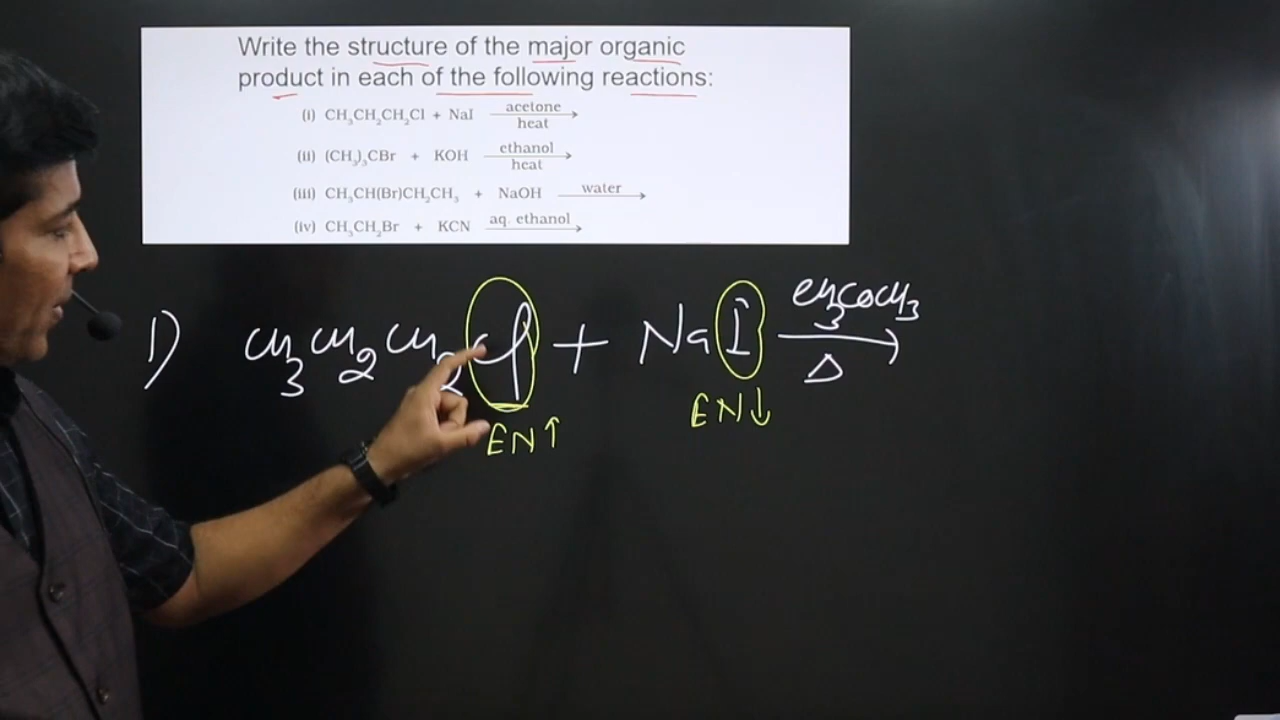 Write the structure of the major organic
product in each of the following reactions:
(i) CH₃CH₂CH₂Cl + NaI acetone heat
(ii) (CH₃)₃CBr + KOH ethanol heat
(iii) CH₃CH(Br)CH₂CH₃ + NaOH water
(iv) CH₃CH₂Br + KCN aq. ethanol
1) CH₃CH₂CH₂Cl + NaI CH₃COCH₃ Δ
EN↑ EN↓